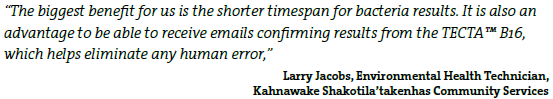 “The biggest benefit for us is the shorter timespan for bacteria results. It is also an
advantage to be able to receive emails confirming results from the TECTA™ B16,
which helps eliminate any human error,”
Larry Jacobs, Environmental Health Technician,
Kahnawake Shakotiia’takenhas Community Services